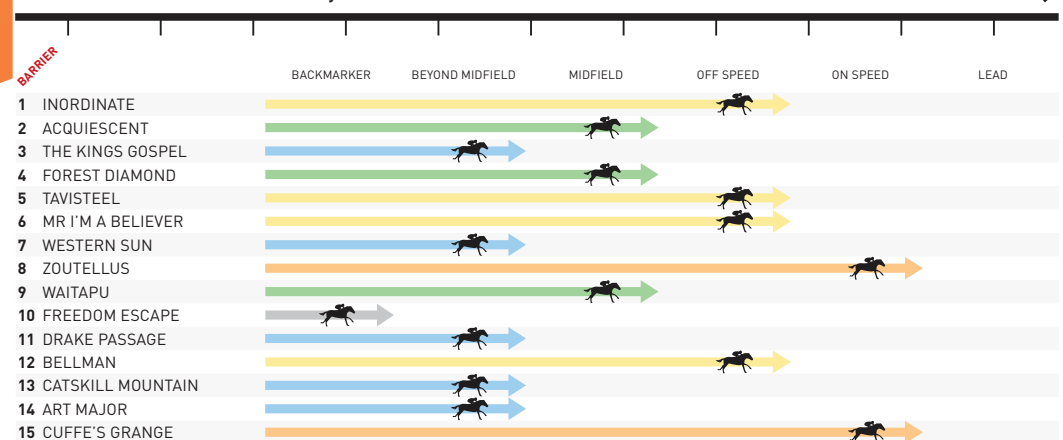 BARRIER
BACKMARKER BEYOND MIDFIELD MIDFIELD OFF SPEED ON SPEED LEAD
1 INORDINATE
2 ACQUIESCENT
3 THE KINGS GOSPEL
4 FOREST DIAMOND
5 TAVISTEEL
6 MR I'M A BELIEVER
7 WESTERN SUN
8 ZOUTELLUS
9 WAITAPU
10 FREEDOM ESCAPE
11 DRAKE PASSAGE
12 BELLMAN
13 CATSKILL MOUNTAIN
14 ART MAJOR
15 CUFFE'S GRANGE